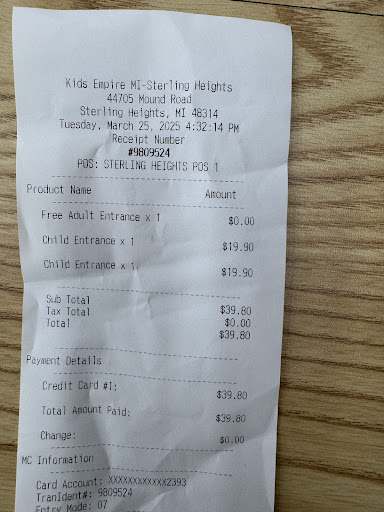 Kids Empire MI-Sterling Heights
44705 Mound Road
Sterling Heights, MI 48314
Tuesday, March 25, 2025 4:32:14 PM
Receipt Number
#9809524
POS: STERLING HEIGHTS POS 1
Product Name Amount
Free Adult Entrance x 1 $0.00
Child Entrance x 1 $19.90
Child Entrance x 1 $19.90
Sub Total $39.80
Tax Total $0.00
Total $39.80
Payment Details
Credit Card #1: $39.80
Total Amount Paid: $39.80
Change: $0.00
MC Information
Card Account: XXXXXXXXXXXX2393
TranIdent#: 9809524
Entry Mode: 07